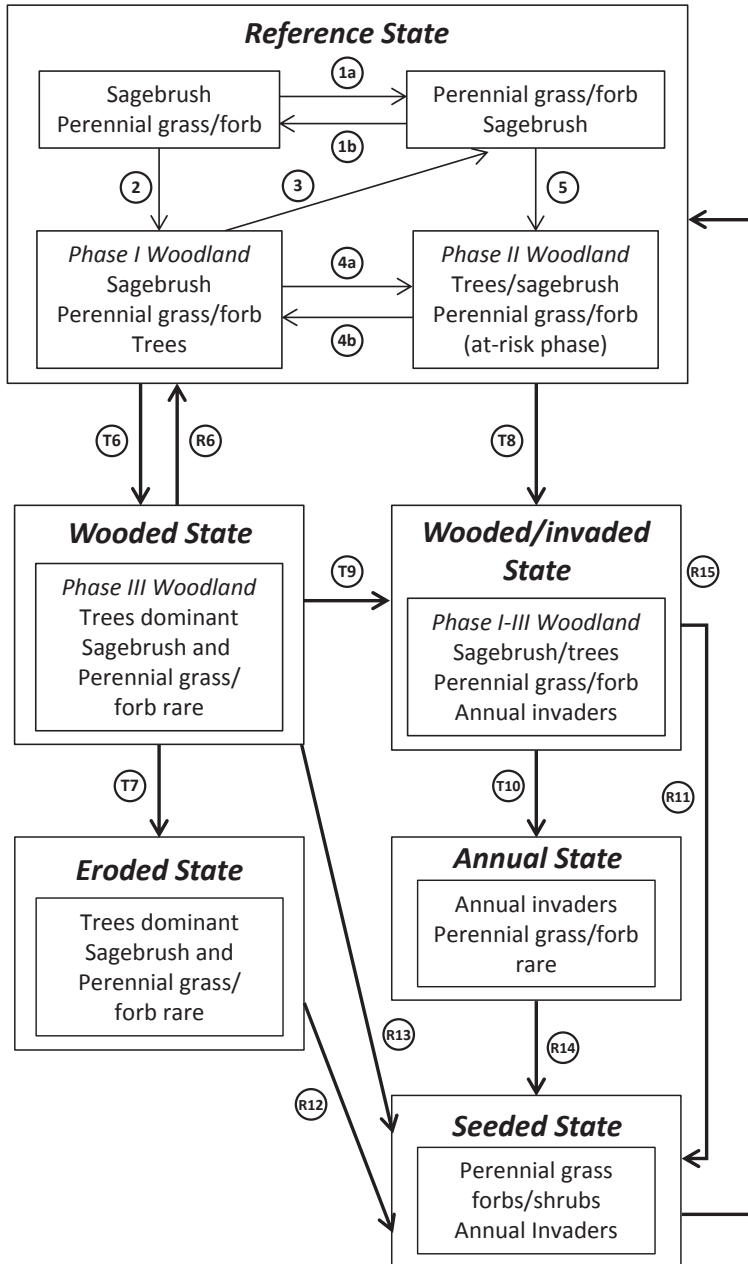 Reference State
1a
Sagebrush
Perennial grass/forb
Perennial grass/forb
Sagebrush
1b
2
3
5
Phase I Woodland
Sagebrush
Perennial grass/forb
Trees
4a
4b
Phase II Woodland
Trees/sagebrush
Perennial grass/forb
(at-risk phase)
T6
R6
T8
Wooded State
Phase III Woodland
Trees dominant
Sagebrush and
Perennial grass/
forb rare
T9
Wooded/invaded
State
Phase I-III Woodland
Sagebrush/trees
Perennial grass/forb
Annual invaders
R15
T7
T10
R11
Eroded State
Trees dominant
Sagebrush and
Perennial grass/
forb rare
Annual State
Annual invaders
Perennial grass/forb
rare
R13
R14
R12
Seeded State
Perennial grass
forbs/shrubs
Annual Invaders